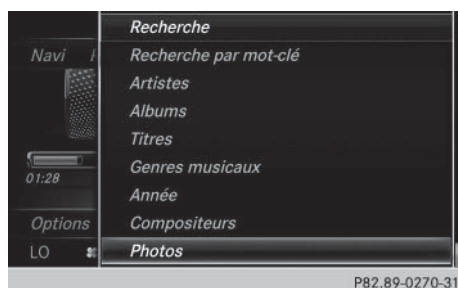 Recherche
Navi
Recherche par mot-clé
Artistes
Albums
Titres
Genres musicaux
01:28
Année
Options
Compositeurs
LO
Photos
P82.89-0270-31